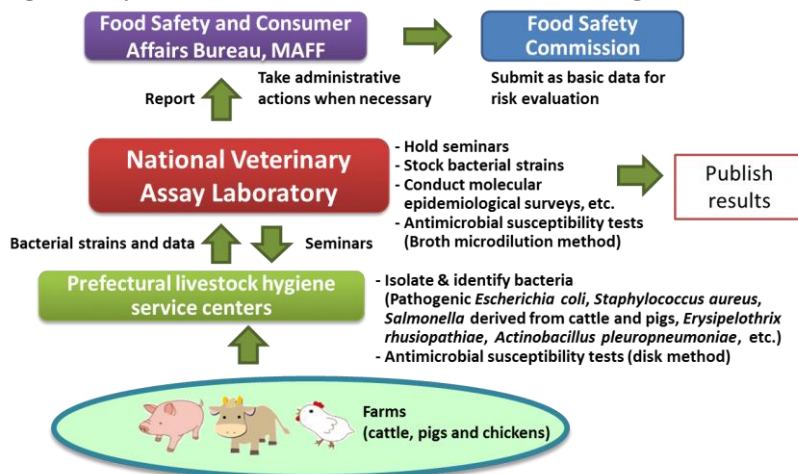 Food Safety and Consumer
Affairs Bureau, MAFF
Food Safety
Commission
Report
Take administrative
actions when necessary
Submit as basic data for
risk evaluation
National Veterinary
Assay Laboratory
- Hold seminars
- Stock bacterial strains
- Conduct molecular
epidemiological surveys, etc.
- Antimicrobial susceptibility tests
(Broth microdilution method)
Publish
results
Bacterial strains and data
Seminars
Prefectural livestock hygiene
service centers
- Isolate & identify bacteria
(Pathogenic Escherichia coli, Staphylococcus aureus,
Salmonella derived from cattle and pigs, Erysipelothrix
rhusiopathiae, Actinobacillus pleuropneumoniae, etc.)
- Antimicrobial susceptibility tests (disk method)
Farms
(cattle, pigs and chickens)